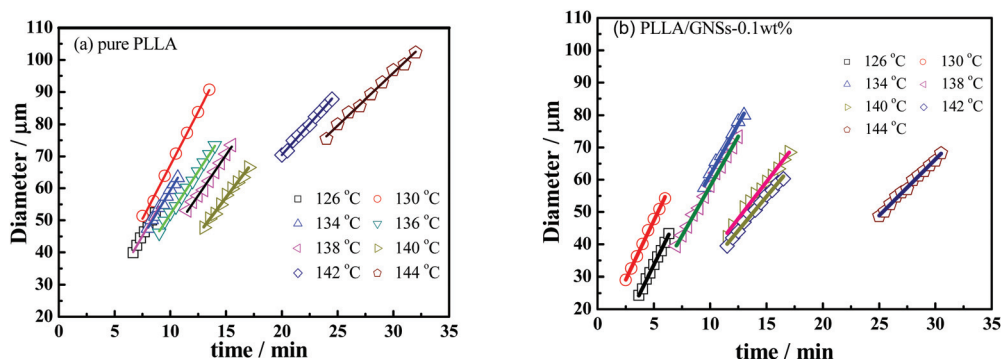 (a) pure PLLA
Diameter / μm
110
100
90
80
70
60
50
40
30
20
126 °C
130 °C
134 °C
136 °C
138 °C
140 °C
142 °C
144 °C
0 5 10 15 20 25 30 35
time / min
(b) PLLA/GNSs-0.1wt%
Diameter / μm
110
100
90
80
70
60
50
40
30
20
126 °C
130 °C
134 °C
138 °C
140 °C
142 °C
144 °C
0 5 10 15 20 25 30 35
time / min